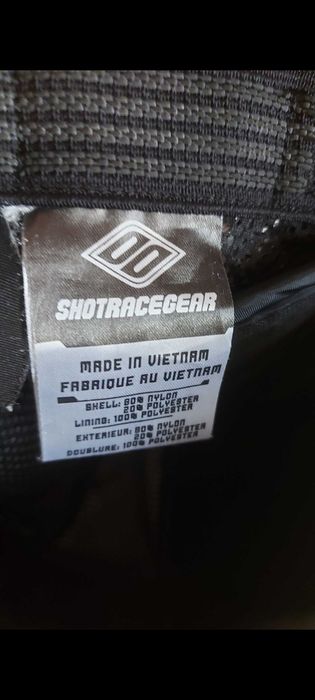 SHOTRACEGEAR
MADE IN VIETNAM
FABRIQUE AU VIETNAM
SHELL: 80% NYLON
20% POLYESTER
LINING: 100% POLYESTER
EXTERIEUR: 80% NYLON
20% POLYESTER
DOUBLURE: 100% POLYESTER